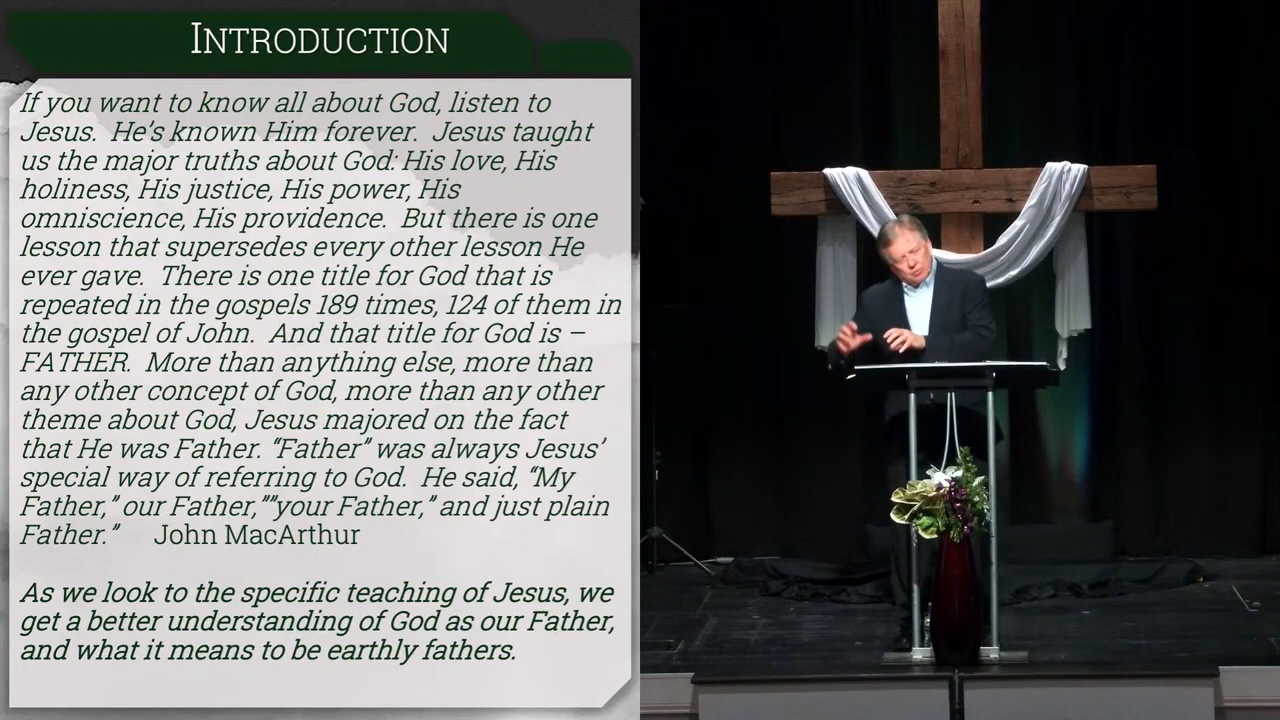 INTRODUCTION
If you want to know all about God, listen to
Jesus.  He's known Him forever.  Jesus taught
us the major truths about God: His love, His
holiness, His justice, His power, His
omniscience, His providence.  But there is one
lesson that supersedes every other lesson He
ever gave.  There is one title for God that is
repeated in the gospels 189 times, 124 of them in
the gospel of John.  And that title for God is –
FATHER.  More than anything else, more than
any other concept of God, more than any other
theme about God, Jesus majored on the fact
that He was Father. “Father” was always Jesus’
special way of referring to God.  He said, “My
Father,” our Father,””your Father,” and just plain
Father.”    John MacArthur
As we look to the specific teaching of Jesus, we
get a better understanding of God as our Father,
and what it means to be earthly fathers.